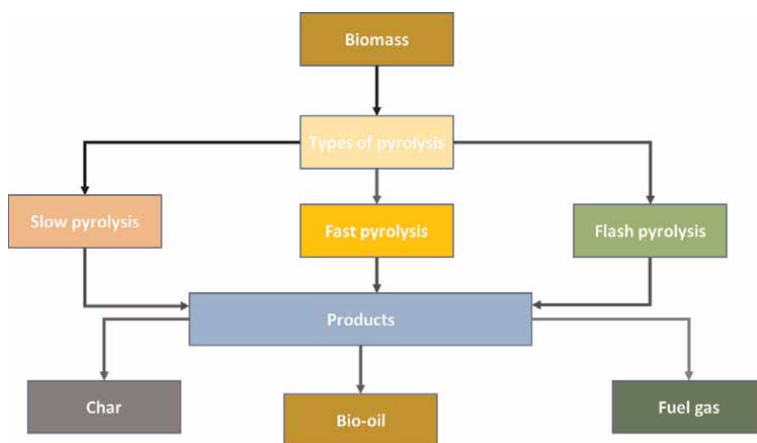 Biomass
Types of pyrolysis
Slow pyrolysis
Fast pyrolysis
Flash pyrolysis
Products
Char
Bio-oil
Fuel gas